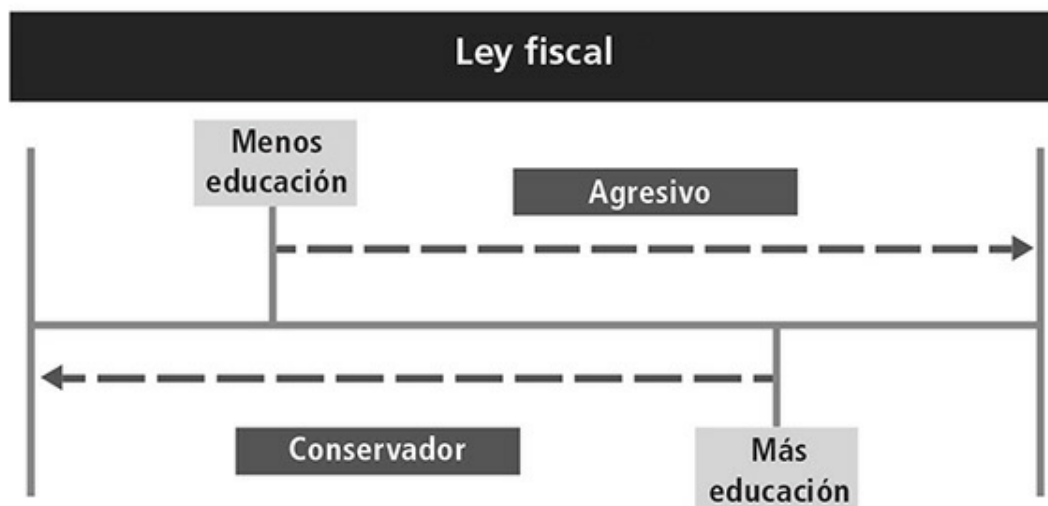 Ley fiscal
Menos
educación
Agresivo
Conservador
Más
educación